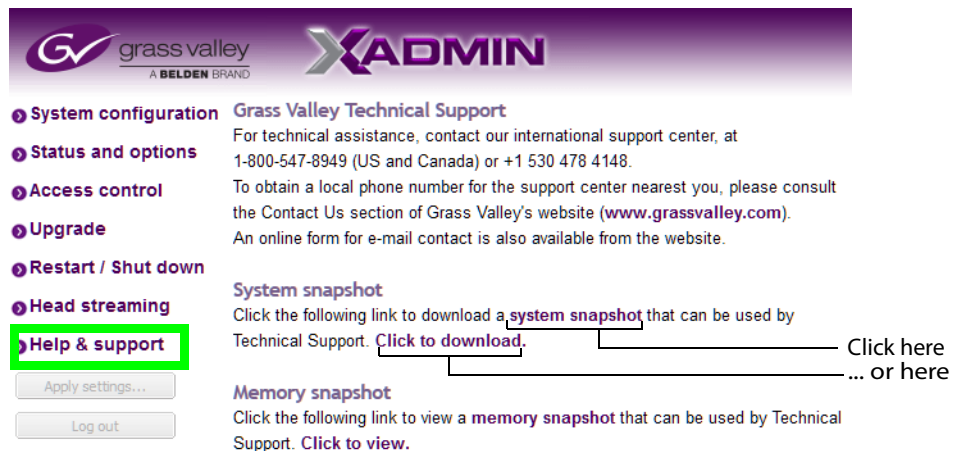 GV grass valley
A BELDEN BRAND
XADMIN
System configuration
Status and options
Access control
Upgrade
Restart / Shut down
Head streaming
Help & support
Apply settings...
Log out
Grass Valley Technical Support
For technical assistance, contact our international support center, at
1-800-547-8949 (US and Canada) or +1 530 478 4148.
To obtain a local phone number for the support center nearest you, please consult
the Contact Us section of Grass Valley's website (www.grassvalley.com).
An online form for e-mail contact is also available from the website.
System snapshot
Click the following link to download a system snapshot that can be used by
Technical Support. Click to download.
Click here
... or here
Memory snapshot
Click the following link to view a memory snapshot that can be used by Technical
Support. Click to view.